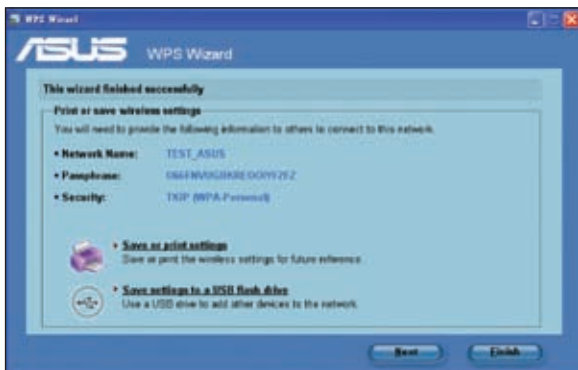 WPS Wizard
ASUS WPS Wizard
This wizard finished successfully
Print or save wireless settings
You will need to provide the following information to others to connect to this network.
• Network Name: TEST_ASUS
• Passphrase:
• Security: TKIP (WPA-Personal)
Save or print settings
Save or print the wireless settings for future reference.
Save settings to a USB flash drive
Use a USB drive to add other devices to the network.
Next Finish